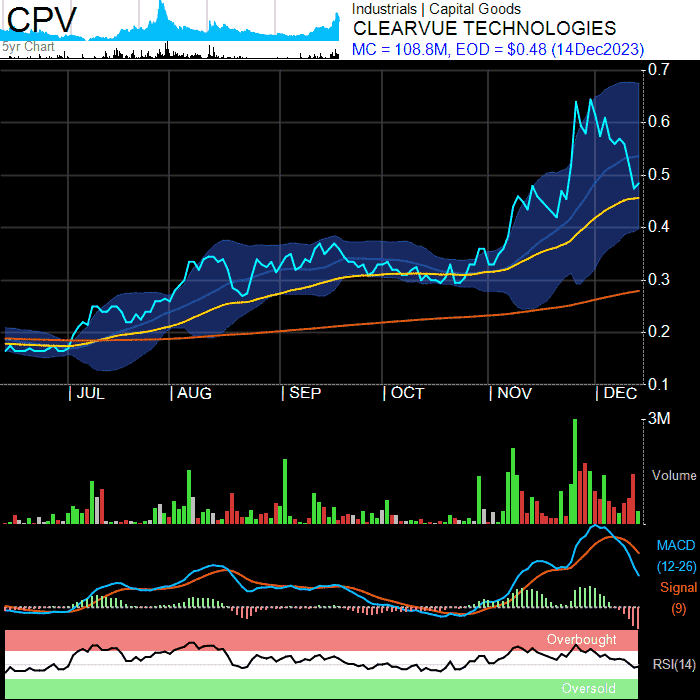 CPV
5yr Chart
Industrials | Capital Goods
CLEARVUE TECHNOLOGIES
MC = 108.8M, EOD = $0.48 (14Dec2023)
0.7
0.6
0.5
0.4
0.3
0.2
0.1
JUL
AUG
SEP
OCT
NOV
DEC
3M
Volume
MACD
(12-26)
Signal
(9)
Overbought
RSI(14)
Oversold